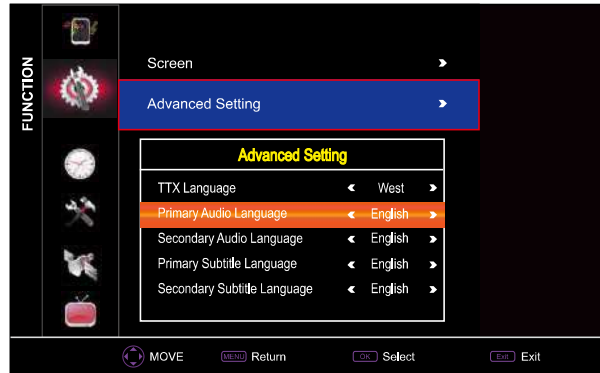 FUNCTION
Screen
Advanced Setting
Advanced Setting
TTX Language West
Primary Audio Language English
Secondary Audio Language English
Primary Subtitle Language English
Secondary Subtitle Language English
MOVE MENU Return OK Select Exit Exit